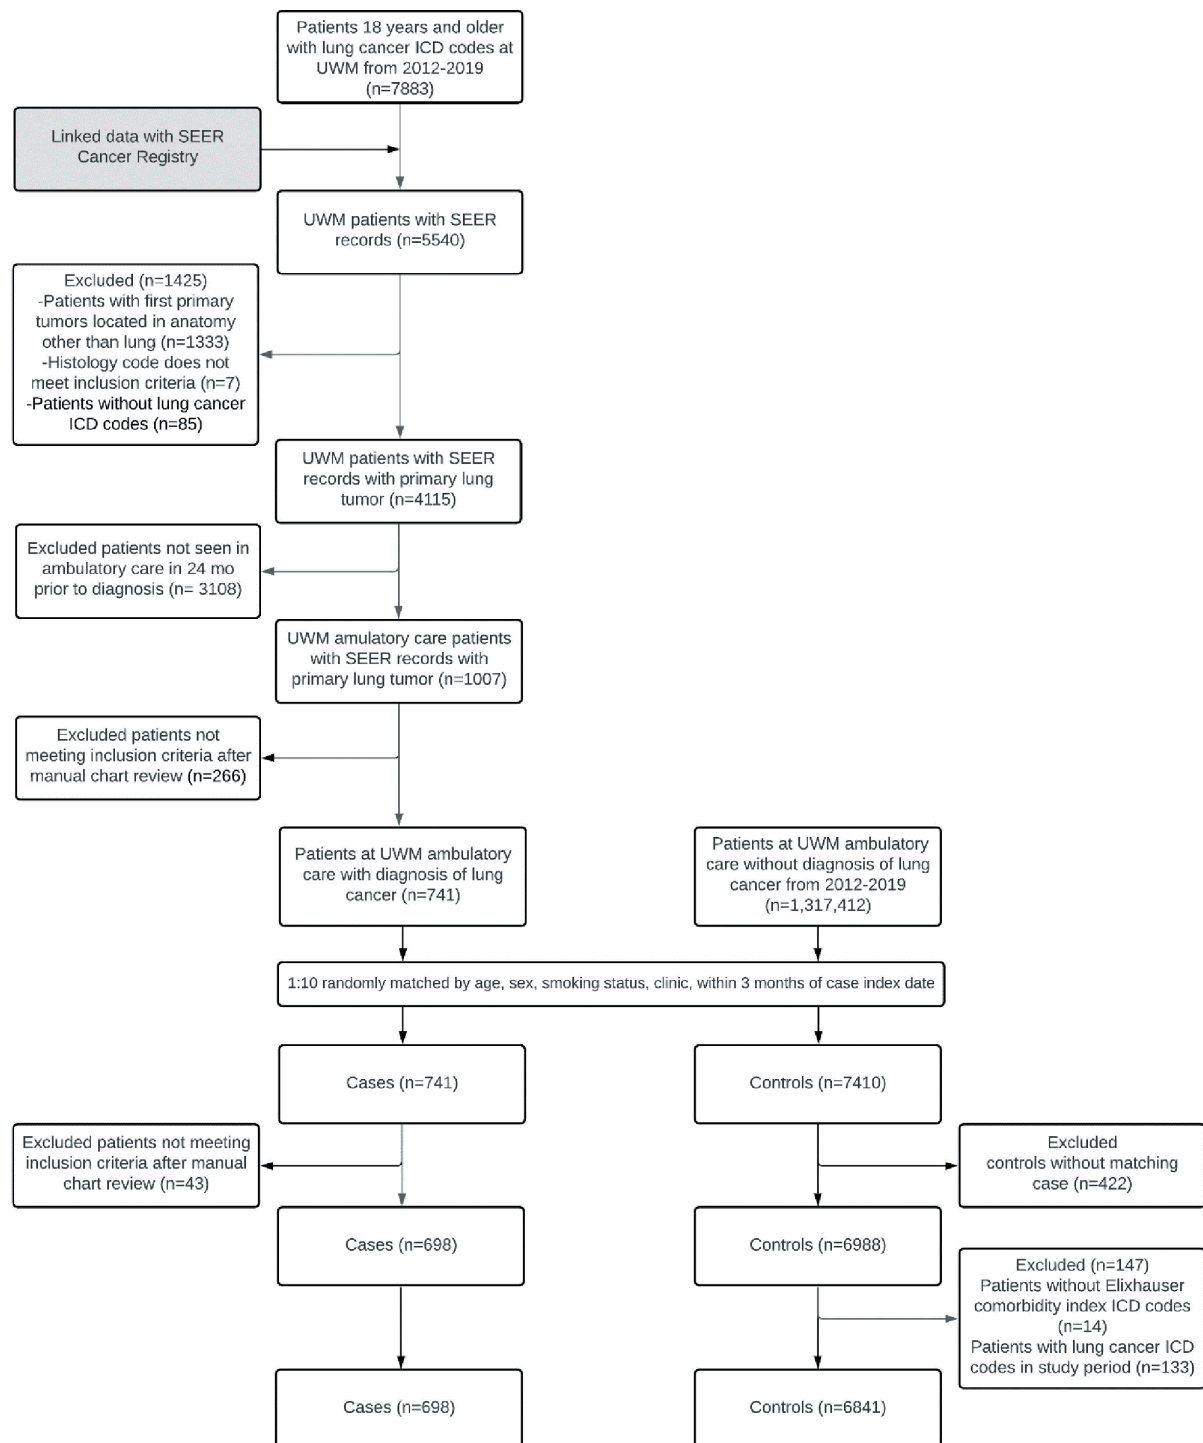 Patients 18 years and older
with lung cancer ICD codes at
UWM from 2012-2019
(n=7883)
Linked data with SEER
Cancer Registry
UWM patients with SEER
records (n=5540)
Excluded (n=1425)
-Patients with first primary
tumors located in anatomy
other than lung (n=1333)
-Histology code does not
meet inclusion criteria (n=7)
-Patients without lung cancer
ICD codes (n=85)
UWM patients with SEER
records with primary lung
tumor (n=4115)
Excluded patients not seen in
ambulatory care in 24 mo
prior to diagnosis (n= 3108)
UWM amulatory care patients
with SEER records with
primary lung tumor (n=1007)
Excluded patients not
meeting inclusion criteria after
manual chart review (n=266)
Patients at UWM ambulatory
care with diagnosis of lung
cancer (n=741)
Patients at UWM ambulatory
care without diagnosis of lung
cancer from 2012-2019
(n=1,317,412)
1:10 randomly matched by age, sex, smoking status, clinic, within 3 months of case index date
Cases (n=741)
Controls (n=7410)
Excluded patients not meeting
inclusion criteria after manual
chart review (n=43)
Excluded
controls without matching
case (n=422)
Cases (n=698)
Controls (n=6988)
Excluded (n=147)
Patients without Elixhauser
comorbidity index ICD codes
(n=14)
Patients with lung cancer ICD
codes in study period (n=133)
Cases (n=698)
Controls (n=6841)